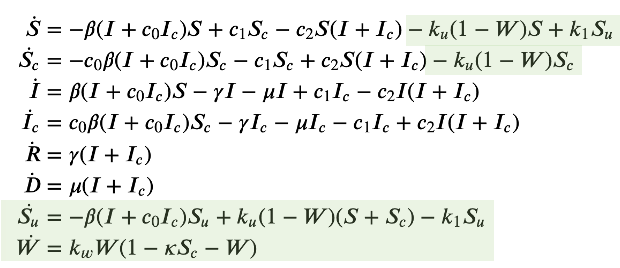 Ṡ = −β(I + c₀I_c)S + c₁S_c − c₂S(I + I_c) − k_u(1 − W)S + k₁S_u
Ṡ_c = −c₀β(I + c₀I_c)S_c − c₁S_c + c₂S(I + I_c) − k_u(1 − W)S_c
İ = β(I + c₀I_c)S − γI − μI + c₁I_c − c₂I(I + I_c)
İ_c = c₀β(I + c₀I_c)S_c − γI_c − μI_c − c₁I_c + c₂I(I + I_c)
Ṙ = γ(I + I_c)
Ḋ = μ(I + I_c)
Ṡ_u = −β(I + c₀I_c)S_u + k_u(1 − W)(S + S_c) − k₁S_u
Ẇ = k_wW(1 − κS_c − W)